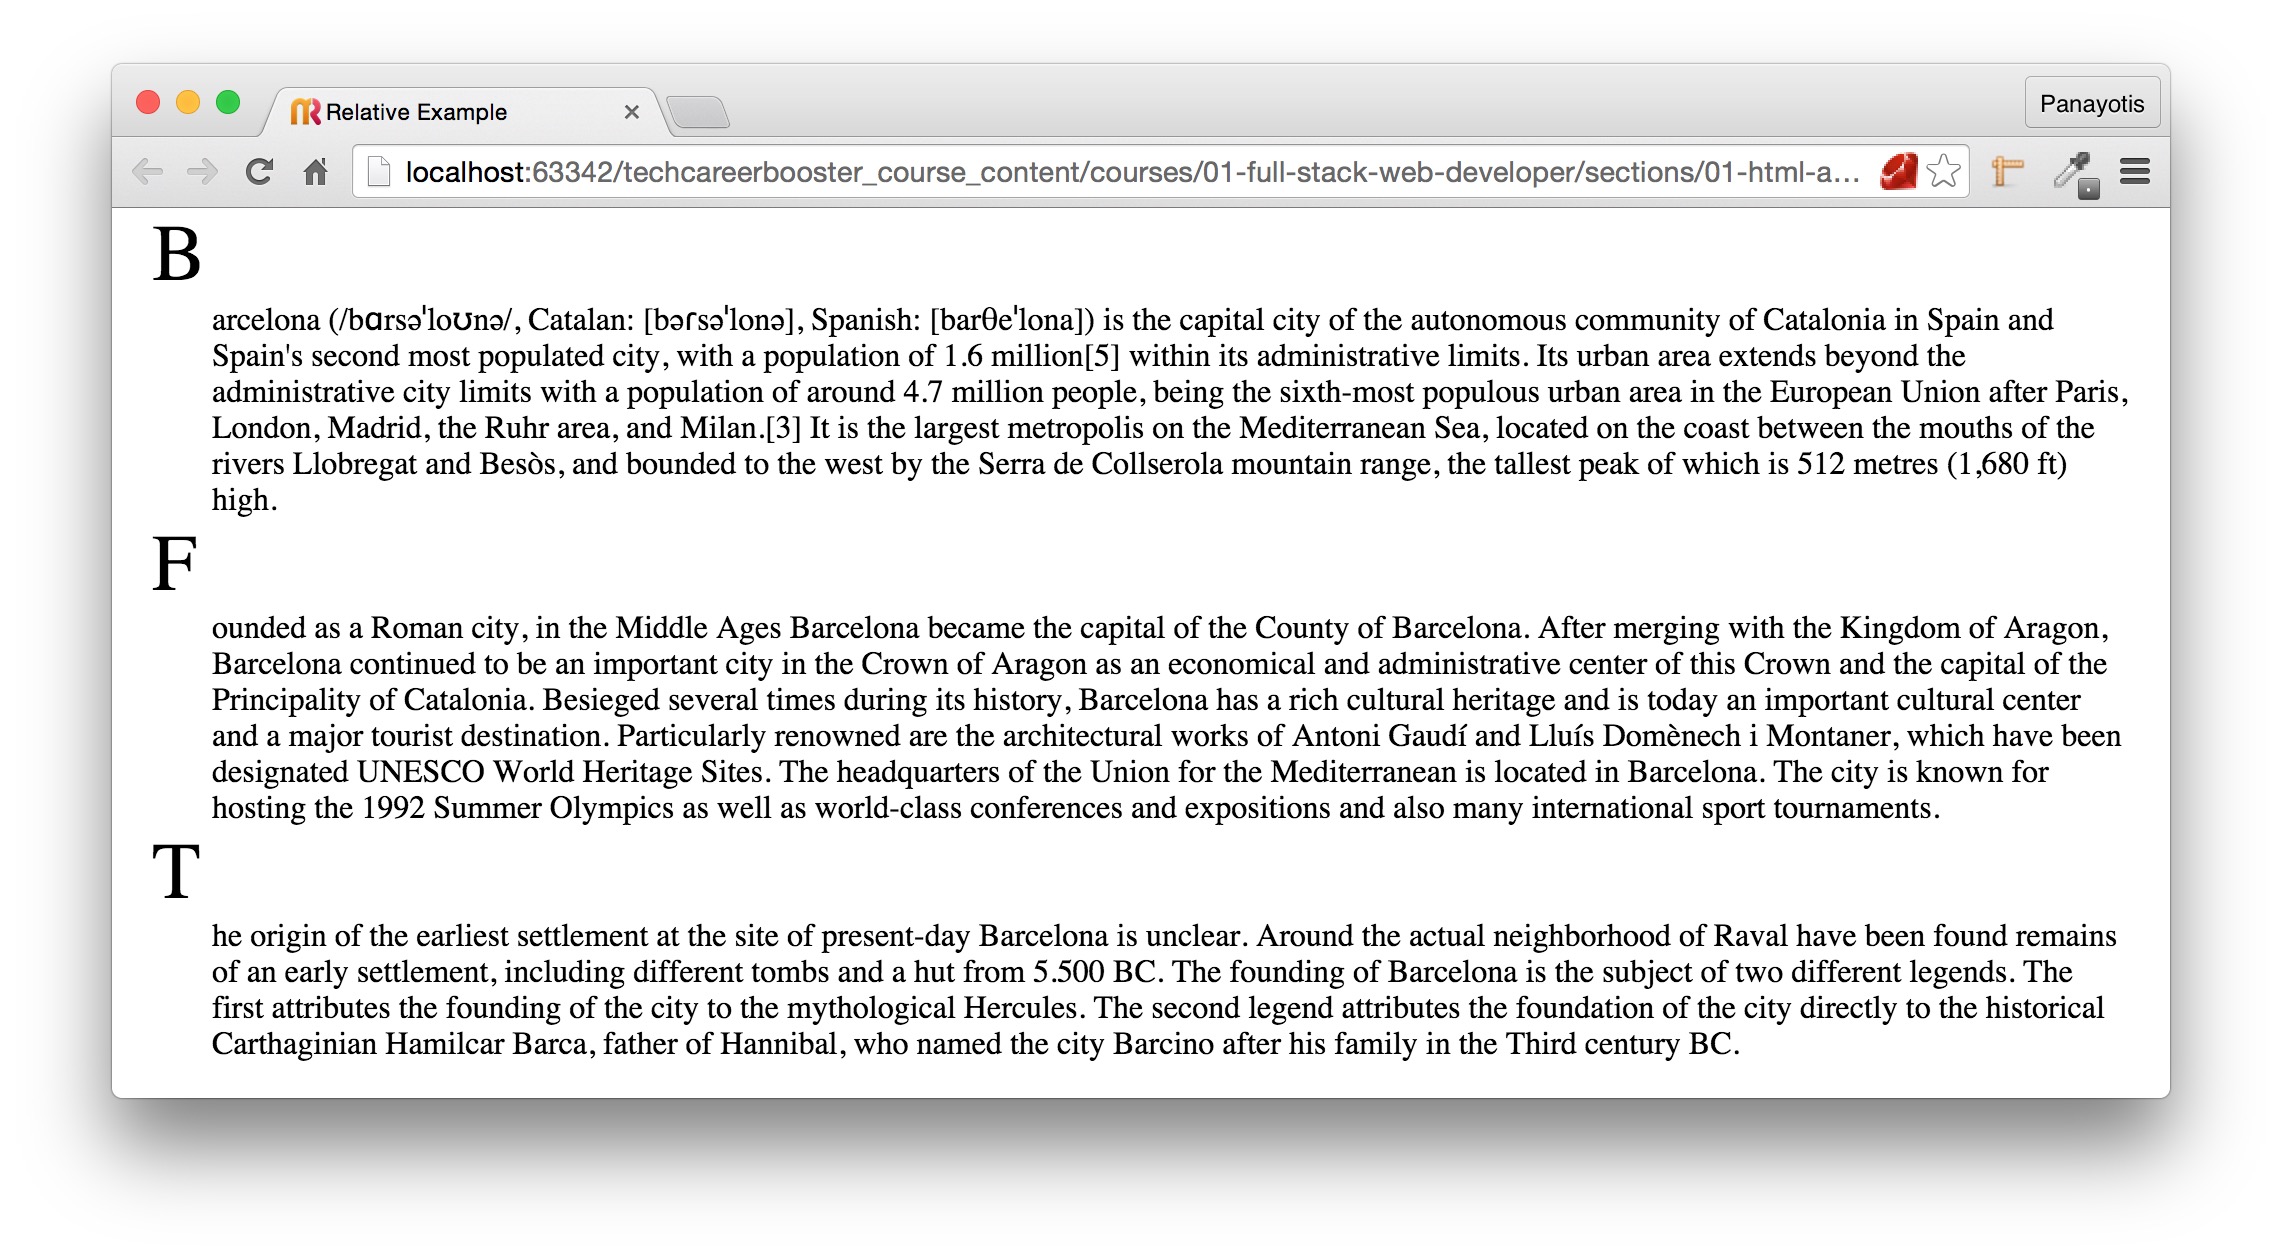 Relative Example
Panayotis
localhost:63342/techcareerbooster_course_content/courses/01-full-stack-web-developer/sections/01-html-a...
B
arcelona (/bɑrsəˈloʊnə/, Catalan: [bərsəˈlonə], Spanish: [barθeˈlona]) is the capital city of the autonomous community of Catalonia in Spain and
Spain's second most populated city, with a population of 1.6 million[5] within its administrative limits. Its urban area extends beyond the
administrative city limits with a population of around 4.7 million people, being the sixth-most populous urban area in the European Union after Paris,
London, Madrid, the Ruhr area, and Milan.[3] It is the largest metropolis on the Mediterranean Sea, located on the coast between the mouths of the
rivers Llobregat and Besòs, and bounded to the west by the Serra de Collserola mountain range, the tallest peak of which is 512 metres (1,680 ft)
high.
F
ounded as a Roman city, in the Middle Ages Barcelona became the capital of the County of Barcelona. After merging with the Kingdom of Aragon,
Barcelona continued to be an important city in the Crown of Aragon as an economical and administrative center of this Crown and the capital of the
Principality of Catalonia. Besieged several times during its history, Barcelona has a rich cultural heritage and is today an important cultural center
and a major tourist destination. Particularly renowned are the architectural works of Antoni Gaudí and Lluís Domènech i Montaner, which have been
designated UNESCO World Heritage Sites. The headquarters of the Union for the Mediterranean is located in Barcelona. The city is known for
hosting the 1992 Summer Olympics as well as world-class conferences and expositions and also many international sport tournaments.
T
he origin of the earliest settlement at the site of present-day Barcelona is unclear. Around the actual neighborhood of Raval have been found remains
of an early settlement, including different tombs and a hut from 5.500 BC. The founding of Barcelona is the subject of two different legends. The
first attributes the founding of the city to the mythological Hercules. The second legend attributes the foundation of the city directly to the historical
Carthaginian Hamilcar Barca, father of Hannibal, who named the city Barcino after his family in the Third century BC.